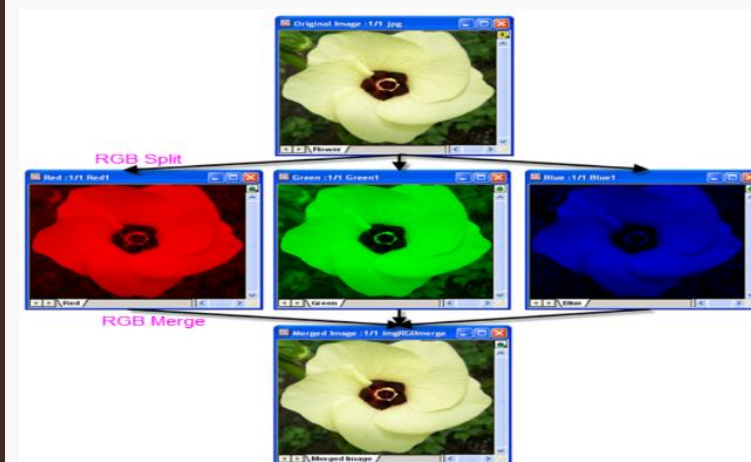 Original Image :1/1 jpg
Flower
RGB Split
Red :1/1 Red1
Green :1/1 Green1
Blue :1/1 Blue1
Red
Green
Blue
RGB Merge
Merged Image :1/1 imgRGBmerge
Merged Image